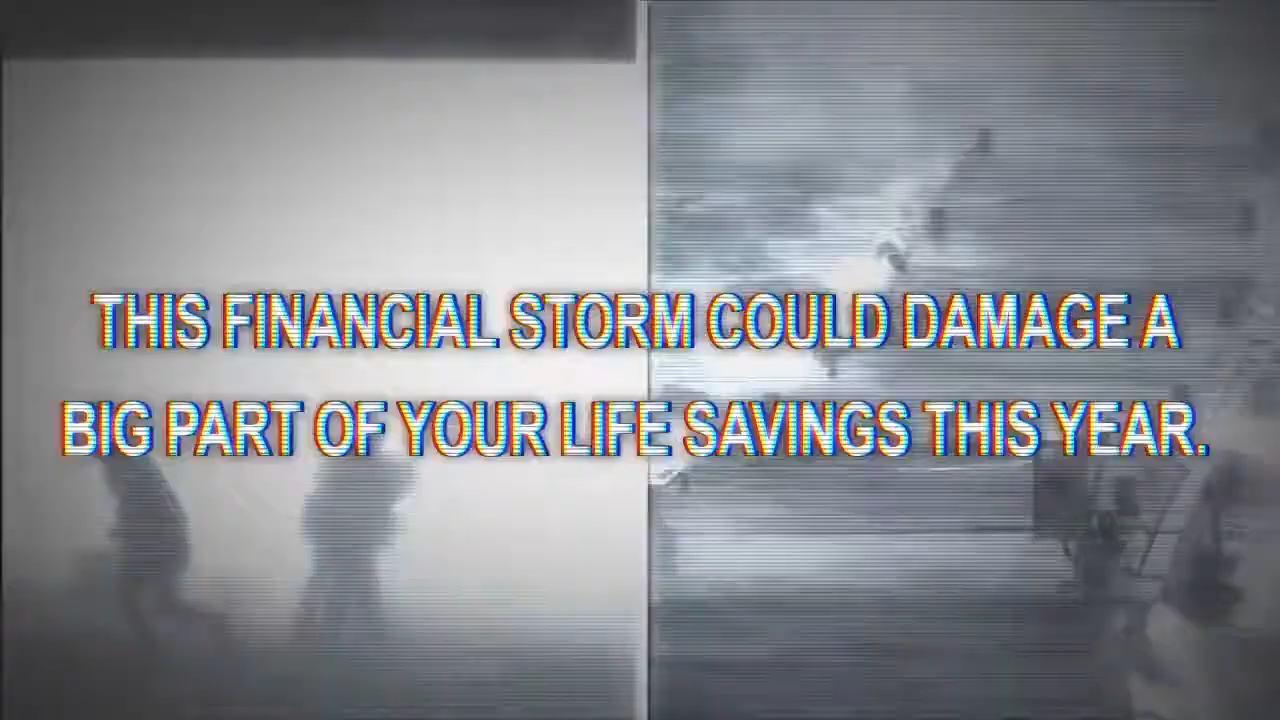 THIS FINANCIAL STORM COULD DAMAGE A
BIG PART OF YOUR LIFE SAVINGS THIS YEAR.